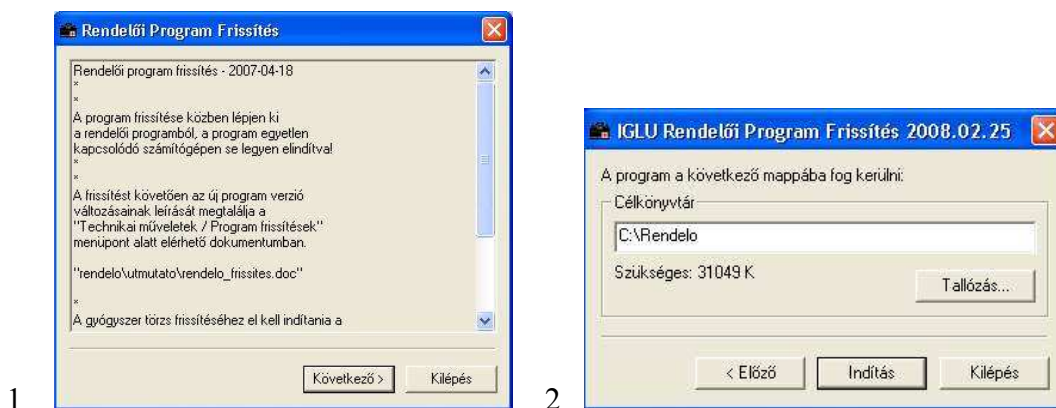 Rendelői Program Frissítés
Rendelői program frissítés - 2007-04-18
*
*
A program frissítése közben lépjen ki
a rendelői programból, a program egyetlen
kapcsolódó számítógépen se legyen elindítva!
*
*
A frissítést követően az új program verzió
változásainak leírását megtalálja a
"Technikai műveletek / Program frissítések"
menüpont alatt elérhető dokumentumban.
"rendelo\utmutato\rendelo_frissites.doc"
*
A gyógyszer törzs frissítéséhez el kell indítania a
Következő >
Kilépés
1
IGLU Rendelői Program Frissítés 2008.02.25
A program a következő mappába fog kerülni:
Célkönyvtár
C:\Rendelo
Szükséges: 31049 K
Tallózás...
< Előző
Indítás
Kilépés
2